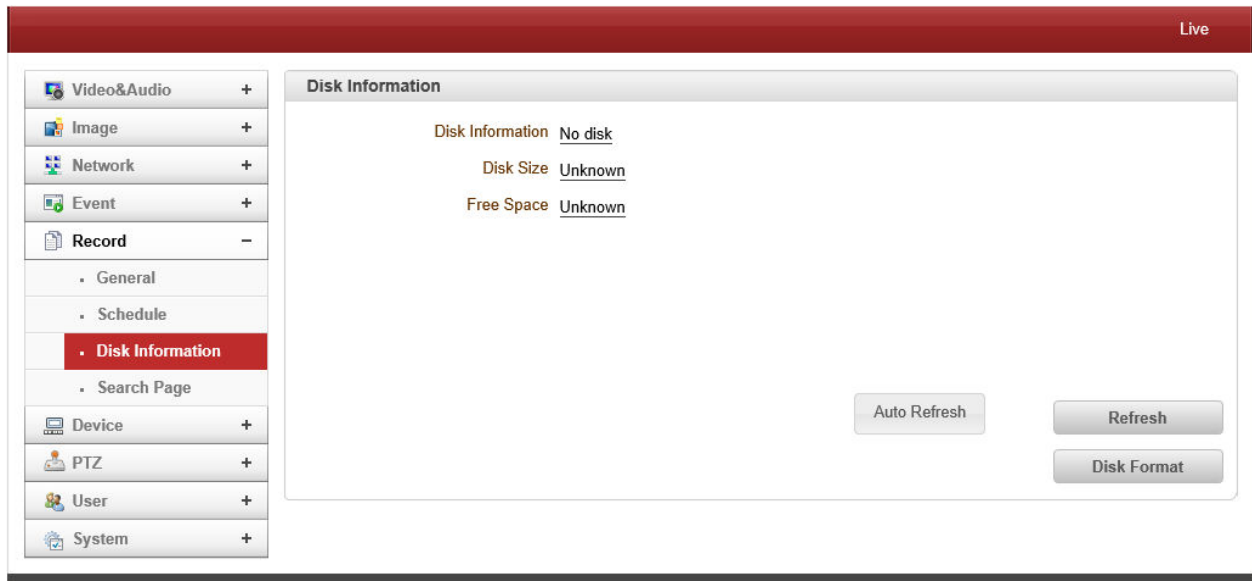 Live
Video&Audio +
Image +
Network +
Event +
Record −
General
Schedule
Disk Information
Search Page
Device +
PTZ +
User +
System +
Disk Information
Disk Information No disk
Disk Size Unknown
Free Space Unknown
Auto Refresh
Refresh
Disk Format